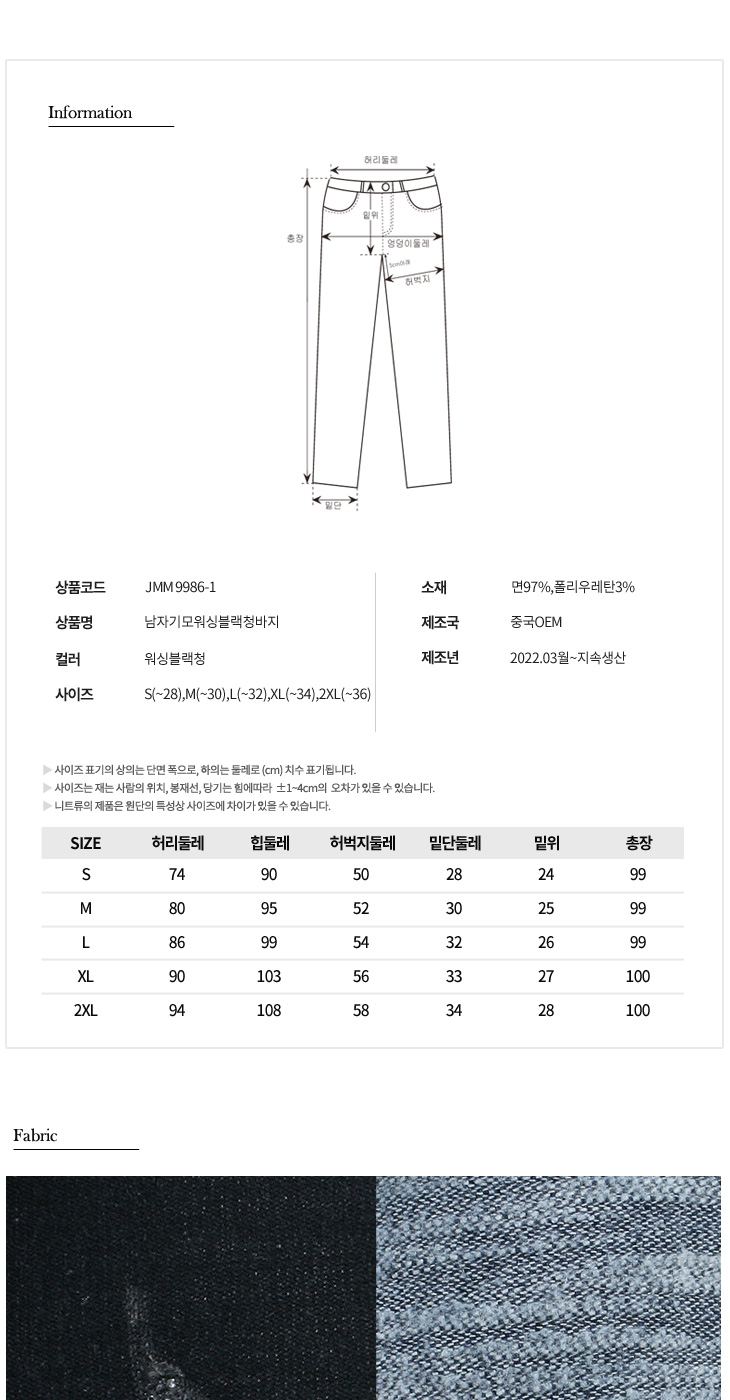 Information
허리둘레
밑위
총장
엉덩이둘레
5cm아래
허벅지
밑단
상품코드 JMM 9986-1
상품명 남자기모워싱블랙청바지
컬러 워싱블랙청
사이즈 S(~28),M(~30),L(~32),XL(~34),2XL(~36)
소재 면97%,폴리우레탄3%
제조국 중국OEM
제조년 2022.03월~지속생산
▶ 사이즈 표기의 상의는 단면 폭으로, 하의는 둘레로 (cm) 치수 표기됩니다.
▶ 사이즈는 재는 사람의 위치, 봉재선, 당기는 힘에따라 ±1~4cm의 오차가 있을 수 있습니다.
▶ 니트류의 제품은 원단의 특성상 사이즈에 차이가 있을 수 있습니다.
SIZE 허리둘레 힙둘레 허벅지둘레 밑단둘레 밑위 총장
S 74 90 50 28 24 99
M 80 95 52 30 25 99
L 86 99 54 32 26 99
XL 90 103 56 33 27 100
2XL 94 108 58 34 28 100
Fabric